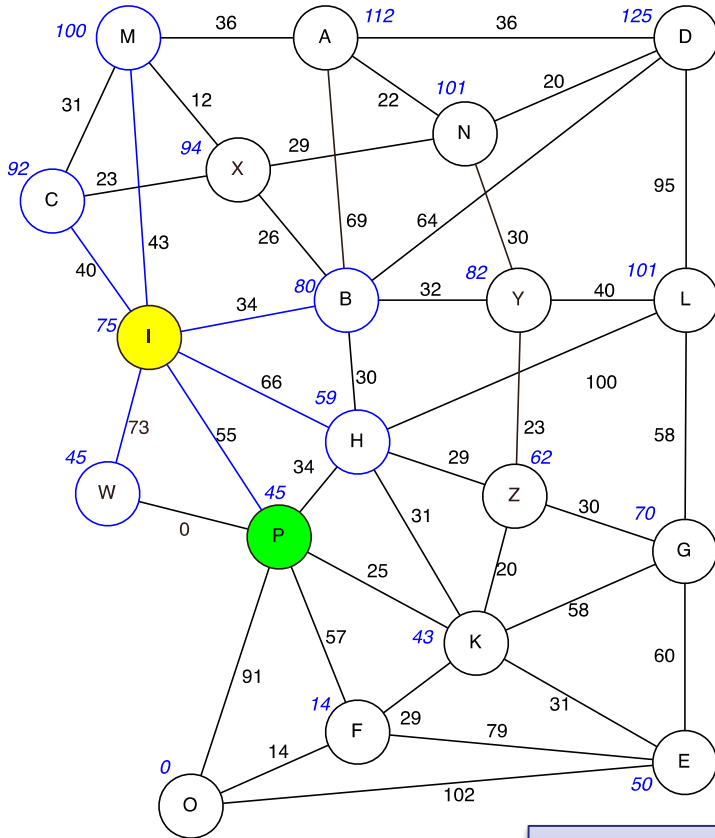 100 M 36 A 112 36 125 D
31 12 22 101 N 20
92 C 23 94 X 29
40 43 26 69 64 30 95
75 I 34 80 B 32 82 Y 40 101 L
66 30 100
73 55 59 H 23 58
45 W 34 29 62 Z
0 45 P 31 30 70 G
25 20 58
57 43 K 60
91 14 F 29 31
0 O 14 79 E
102 50